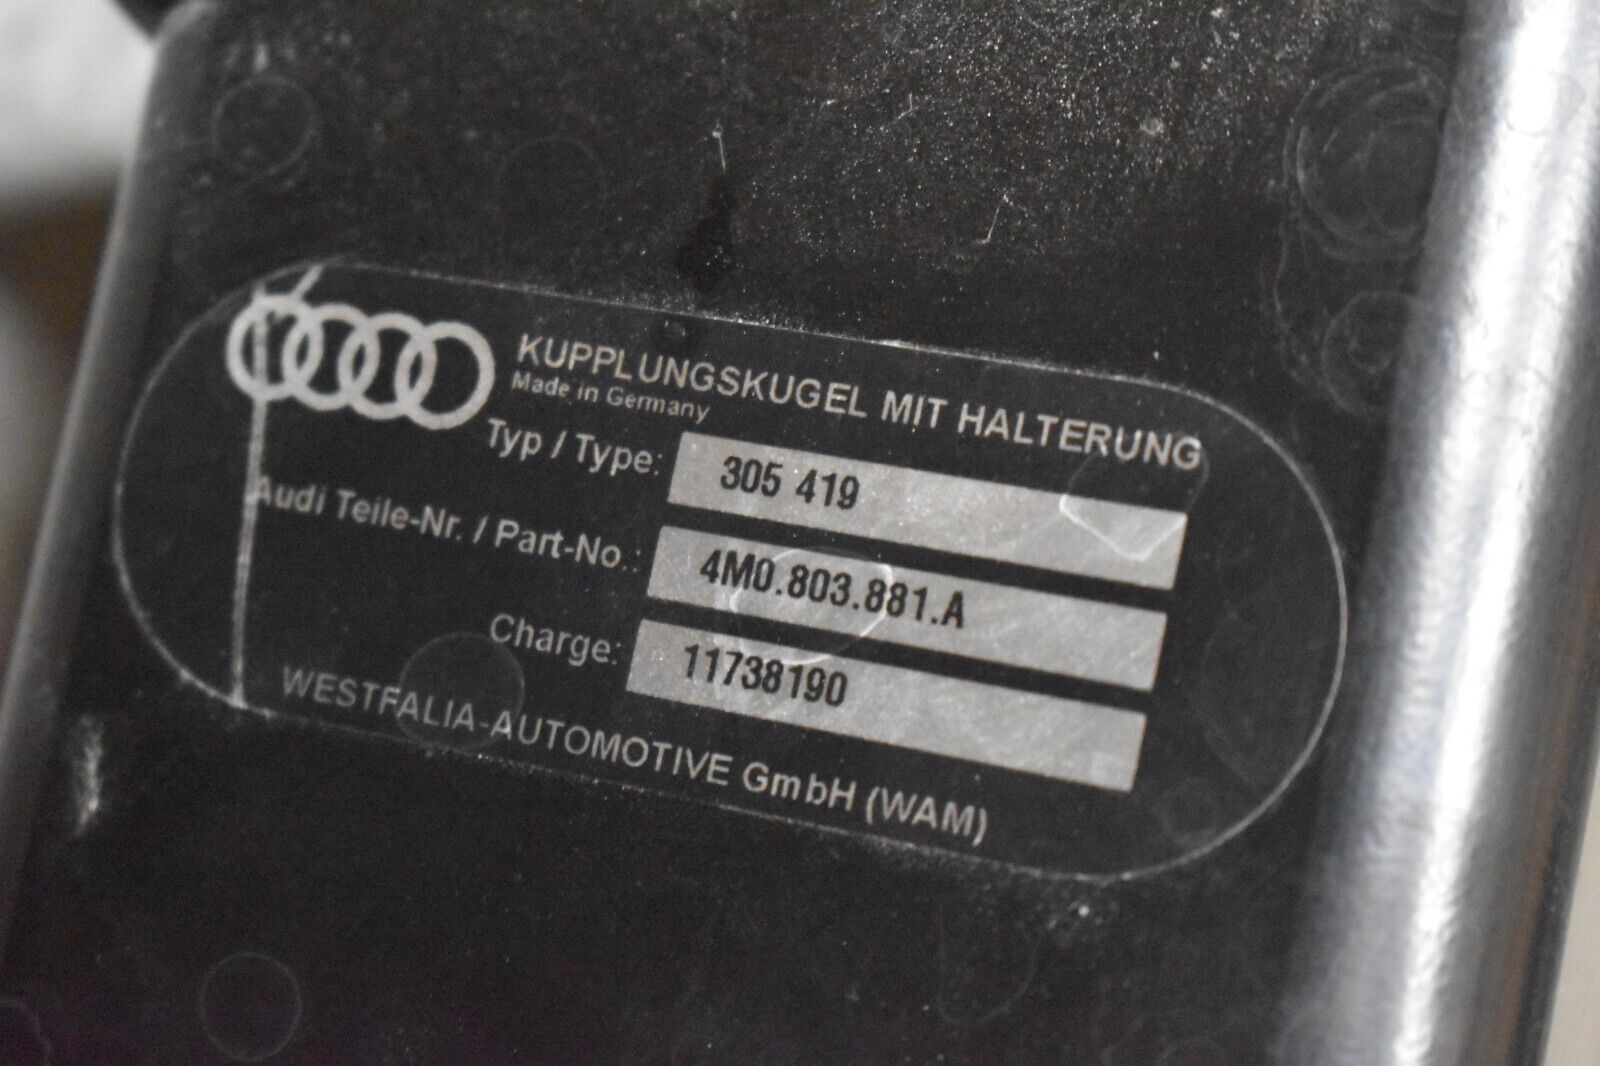 KUPPLUNGSKUGEL MIT HALTERUNG
Made in Germany
Typ / Type: 305 419
Audi Teile-Nr. / Part-No.: 4M0.803.881.A
Charge: 11738190
WESTFALIA-AUTOMOTIVE GmbH (WAM)